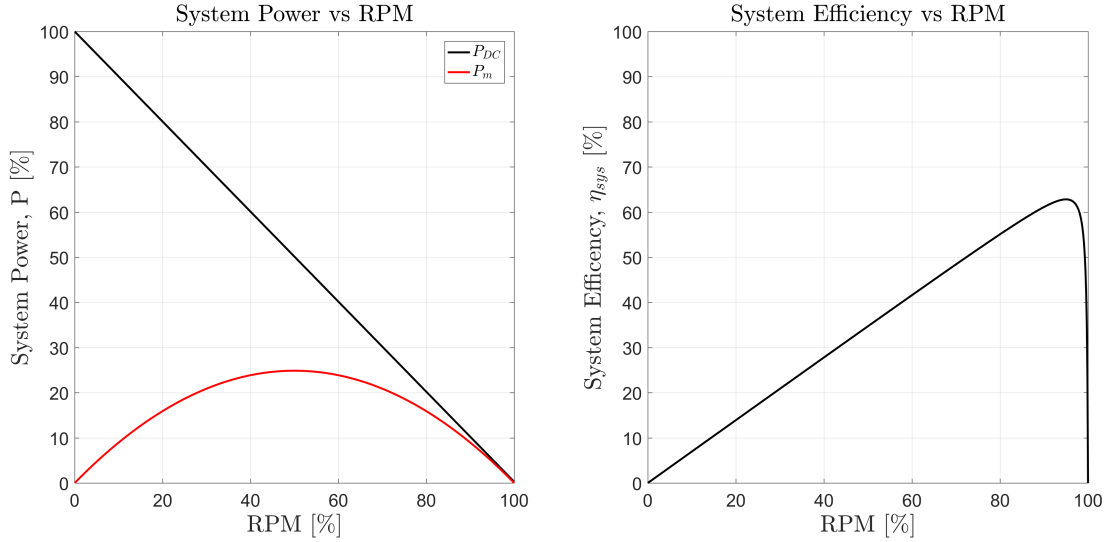 System Power vs RPM
System Power, P [%]
100
90
80
70
60
50
40
30
20
10
0
P_DC
P_m
0 20 40 60 80 100
RPM [%]
System Efficiency vs RPM
System Efficency, η_sys [%]
100
90
80
70
60
50
40
30
20
10
0
0 20 40 60 80 100
RPM [%]